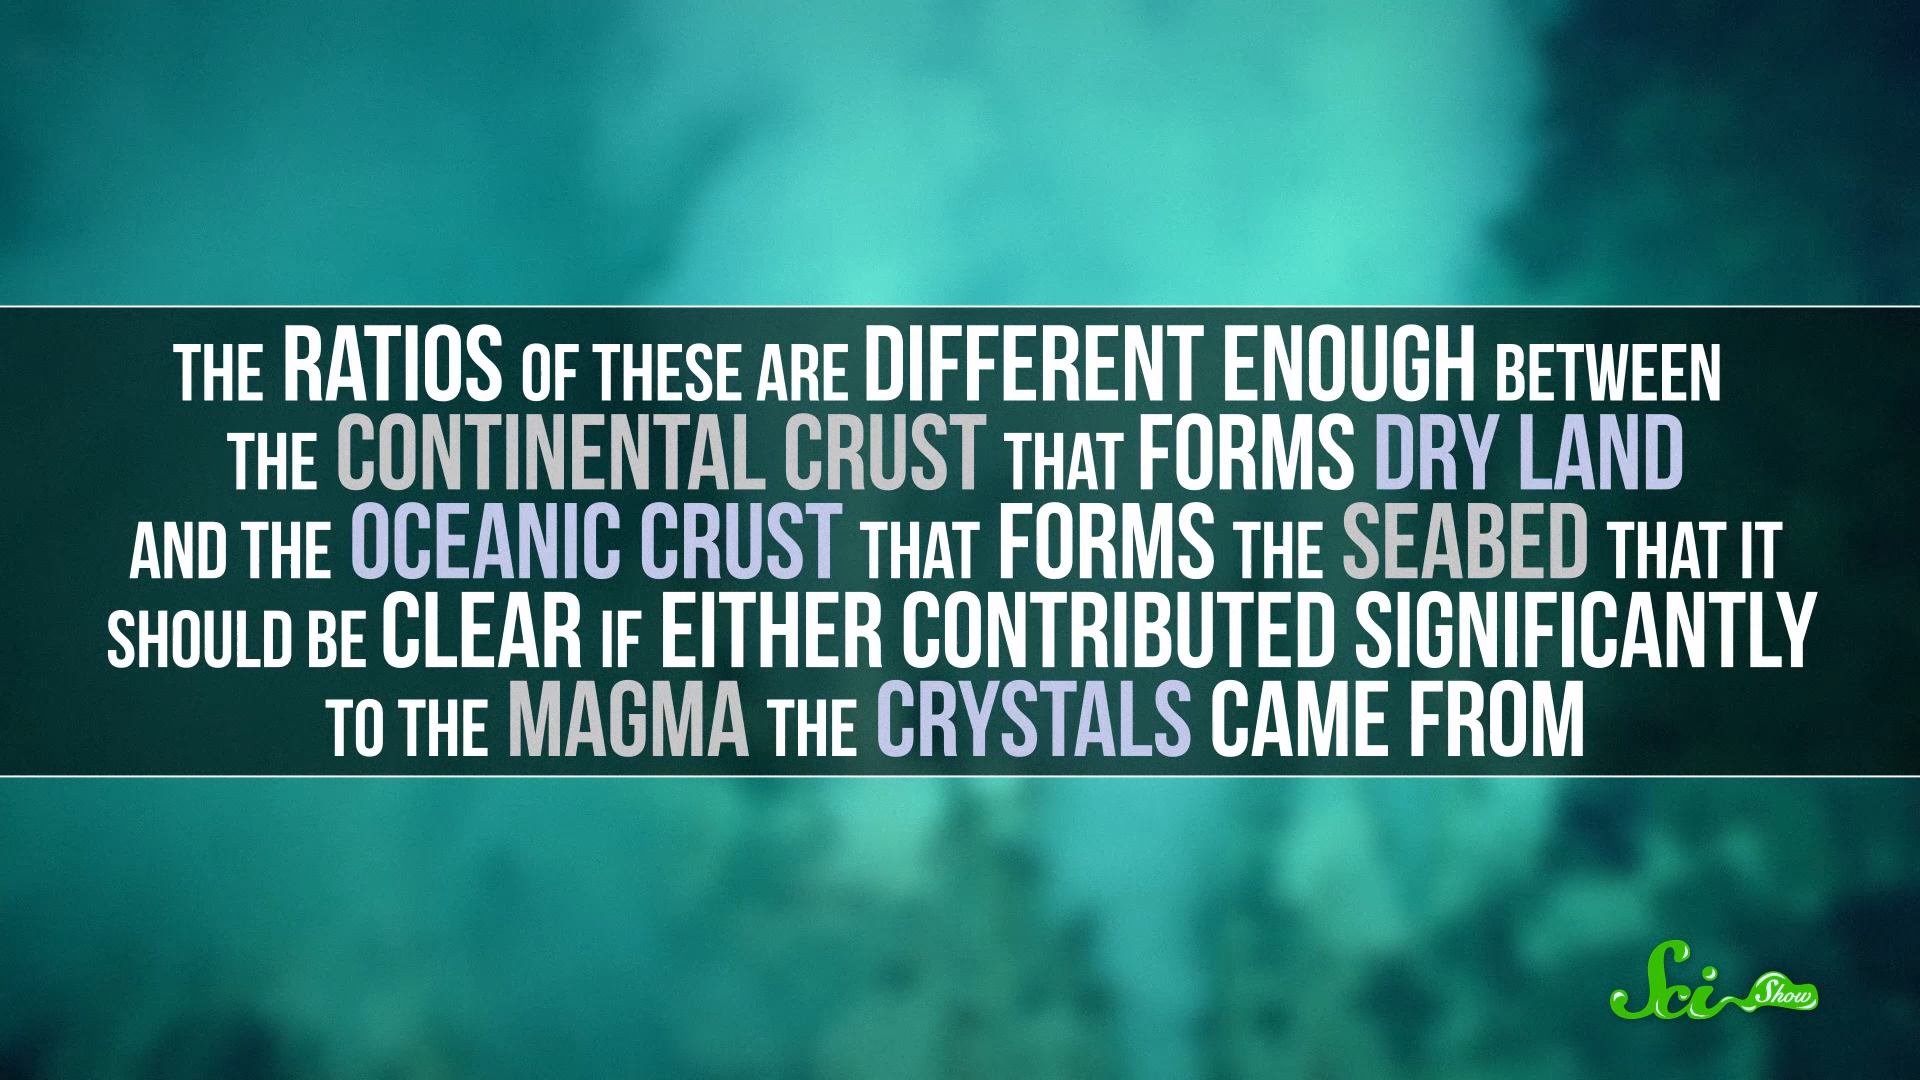 THE RATIOS OF THESE ARE DIFFERENT ENOUGH BETWEEN
THE CONTINENTAL CRUST THAT FORMS DRY LAND
AND THE OCEANIC CRUST THAT FORMS THE SEABED THAT IT
SHOULD BE CLEAR IF EITHER CONTRIBUTED SIGNIFICANTLY
TO THE MAGMA THE CRYSTALS CAME FROM
Sci Show